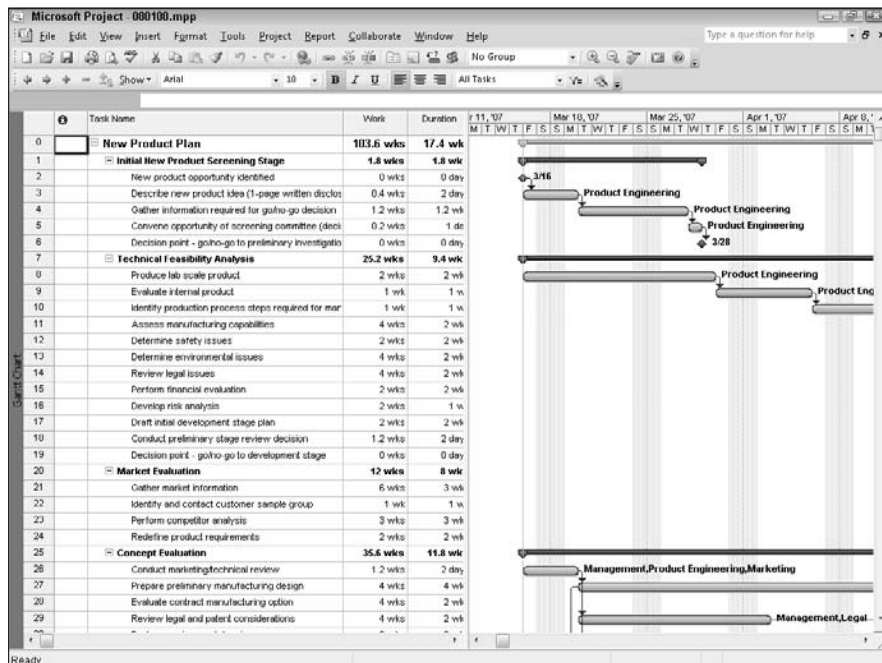 Microsoft Project - 000100.mpp
File Edit View Insert Format Tools Project Report Collaborate Window Help Type a question for help
No Group
Show Arial 10 B I U All Tasks
Task Name Work Duration r 11, '07 Mar 18, '07 Mar 25, '07 Apr 1, '07 Apr 8, '
M T W T F S S M T W T F S S M T W T F S S M T W T F S S M T
0 New Product Plan 103.6 wks 17.4 wk
1 Initial New Product Screening Stage 1.8 wks 1.8 wk
2 New product opportunity identified 0 wks 0 day 3/16
3 Describe new product idea (1-page written disclos 0.4 wks 2 day Product Engineering
4 Gather information required for go/no-go decision 1.2 wks 1.2 wk Product Engineering
5 Convene opportunity of screening committee (deci 0.2 wks 1 da Product Engineering
6 Decision point - go/no-go to preliminary investigatio 0 wks 0 day 3/28
7 Technical Feasibility Analysis 25.2 wks 9.4 wk
8 Produce lab scale product 2 wks 2 wk Product Engineering
9 Evaluate internal product 1 wk 1 w Product Eng
10 Identify production process steps required for mar 1 wk 1 w
11 Assess manufacturing capabilities 4 wks 2 wk
12 Determine safety issues 2 wks 2 wk
13 Determine environmental issues 4 wks 2 wk
14 Review legal issues 4 wks 2 wk
15 Perform financial evaluation 2 wks 2 wk
16 Develop risk analysis 2 wks 1 w
17 Draft initial development stage plan 2 wks 2 wk
18 Conduct preliminary stage review decision 1.2 wks 2 day
19 Decision point - go/no-go to development stage 0 wks 0 day
20 Market Evaluation 12 wks 8 wk
21 Gather market information 6 wks 3 wk
22 Identify and contact customer sample group 1 wk 1 w
23 Perform competitor analysis 3 wks 3 wk
24 Redefine product requirements 2 wks 2 wk
25 Concept Evaluation 35.6 wks 11.8 wk
26 Conduct marketing/technical review 1.2 wks 2 day Management,Product Engineering,Marketing
27 Prepare preliminary manufacturing design 4 wks 4 wk
28 Evaluate contract manufacturing option 4 wks 2 wk
29 Review legal and patent considerations 4 wks 2 wk Management,Legal
Gantt Chart
Ready